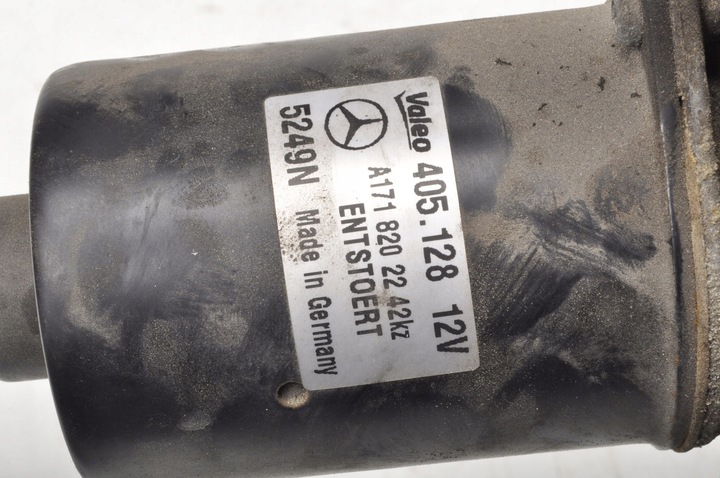 Valeo 405.128 12V
A171 820 22 42kz
ENTSTOERT
5249N Made in Germany